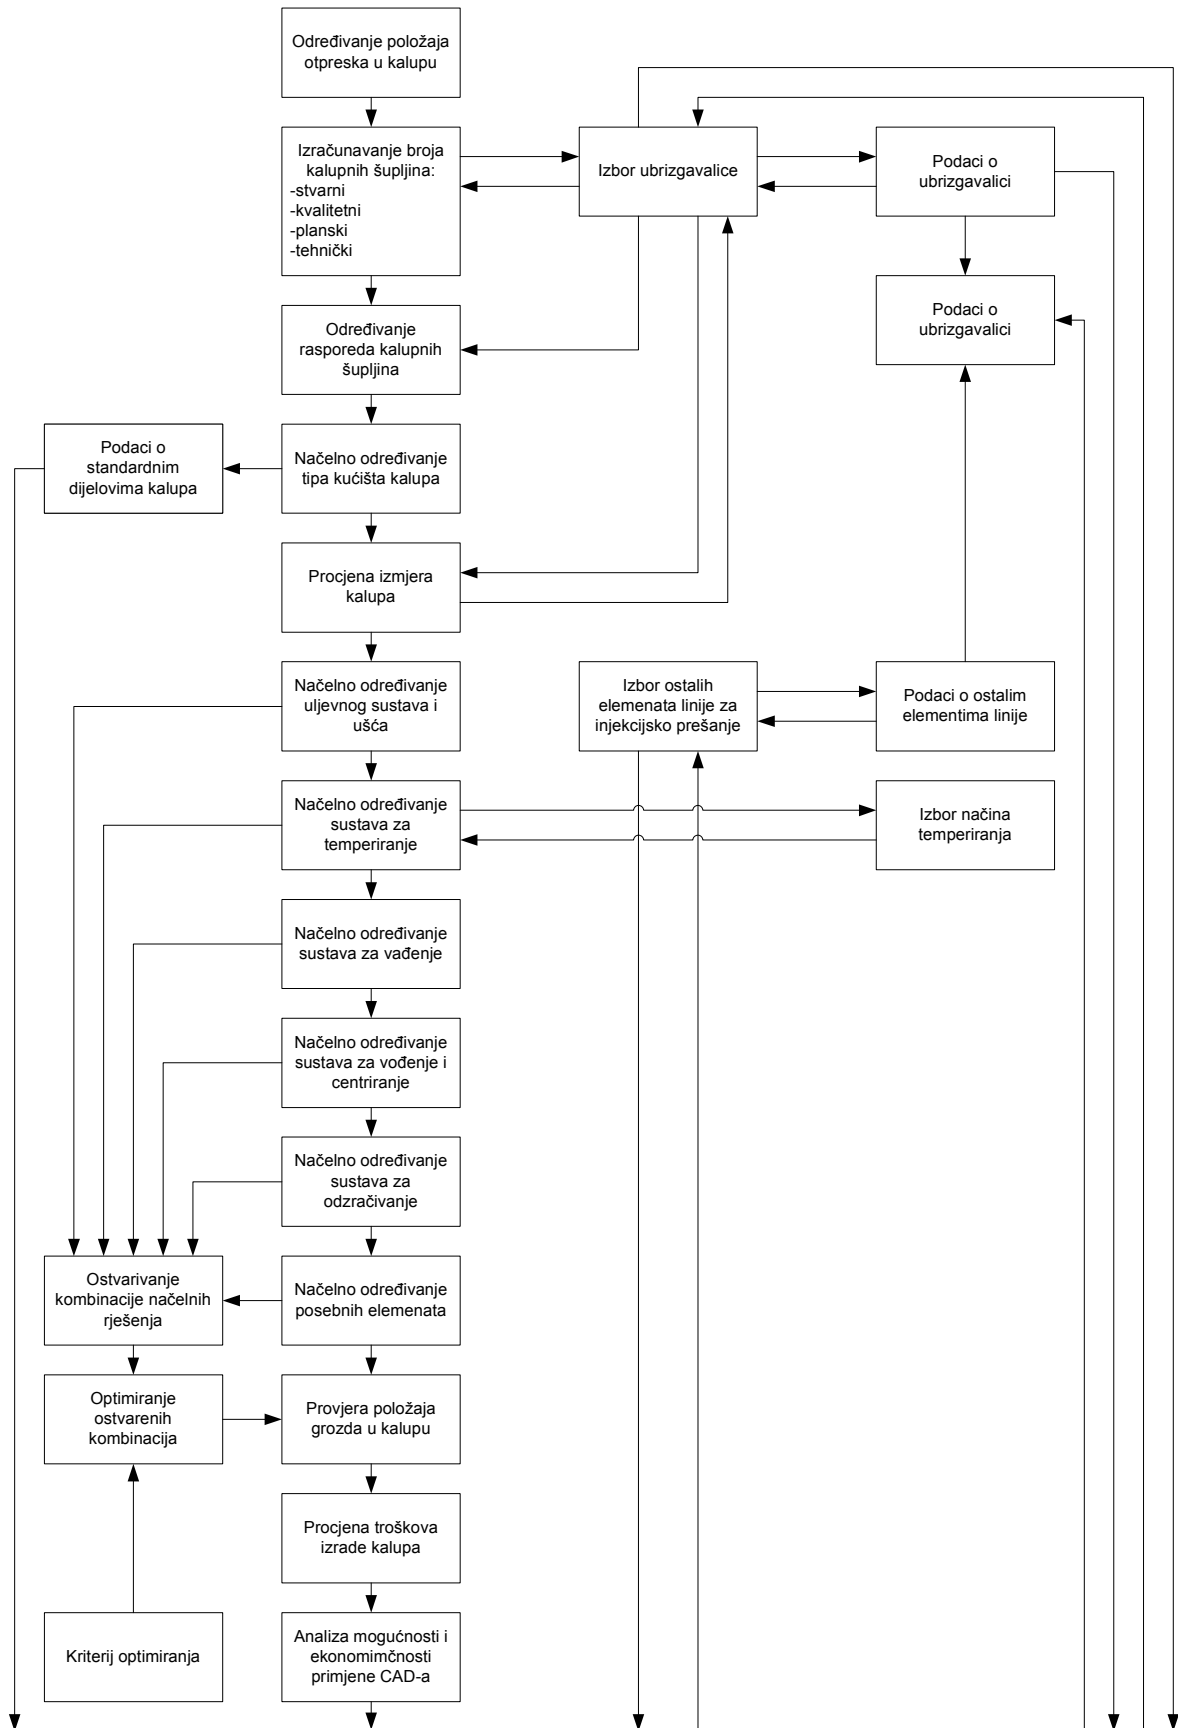 Određivanje položaja
otpreska u kalupu
Izračunavanje broja
kalupnih šupljina:
-stvarni
-kvalitetni
-planski
-tehnički
Izbor ubrizgavalice
Podaci o
ubrizgavalici
Podaci o
ubrizgavalici
Određivanje
rasporeda kalupnih
šupljina
Podaci o
standardnim
dijelovima kalupa
Načelno određivanje
tipa kućišta kalupa
Procjena izmjera
kalupa
Načelno određivanje
uljevnog sustava i
ušća
Izbor ostalih
elemenata linije za
injekcijsko prešanje
Podaci o ostalim
elementima linije
Načelno određivanje
sustava za
temperiranje
Izbor načina
temperiranja
Načelno određivanje
sustava za vađenje
Načelno određivanje
sustava za vođenje i
centriranje
Načelno određivanje
sustava za
odzračivanje
Ostvarivanje
kombinacije načelnih
rješenja
Načelno određivanje
posebnih elemenata
Optimiranje
ostvarenih
kombinacija
Provjera položaja
grozda u kalupu
Procjena troškova
izrade kalupa
Kriterij optimiranja
Analiza mogućnosti i
ekonomimčnosti
primjene CAD-a